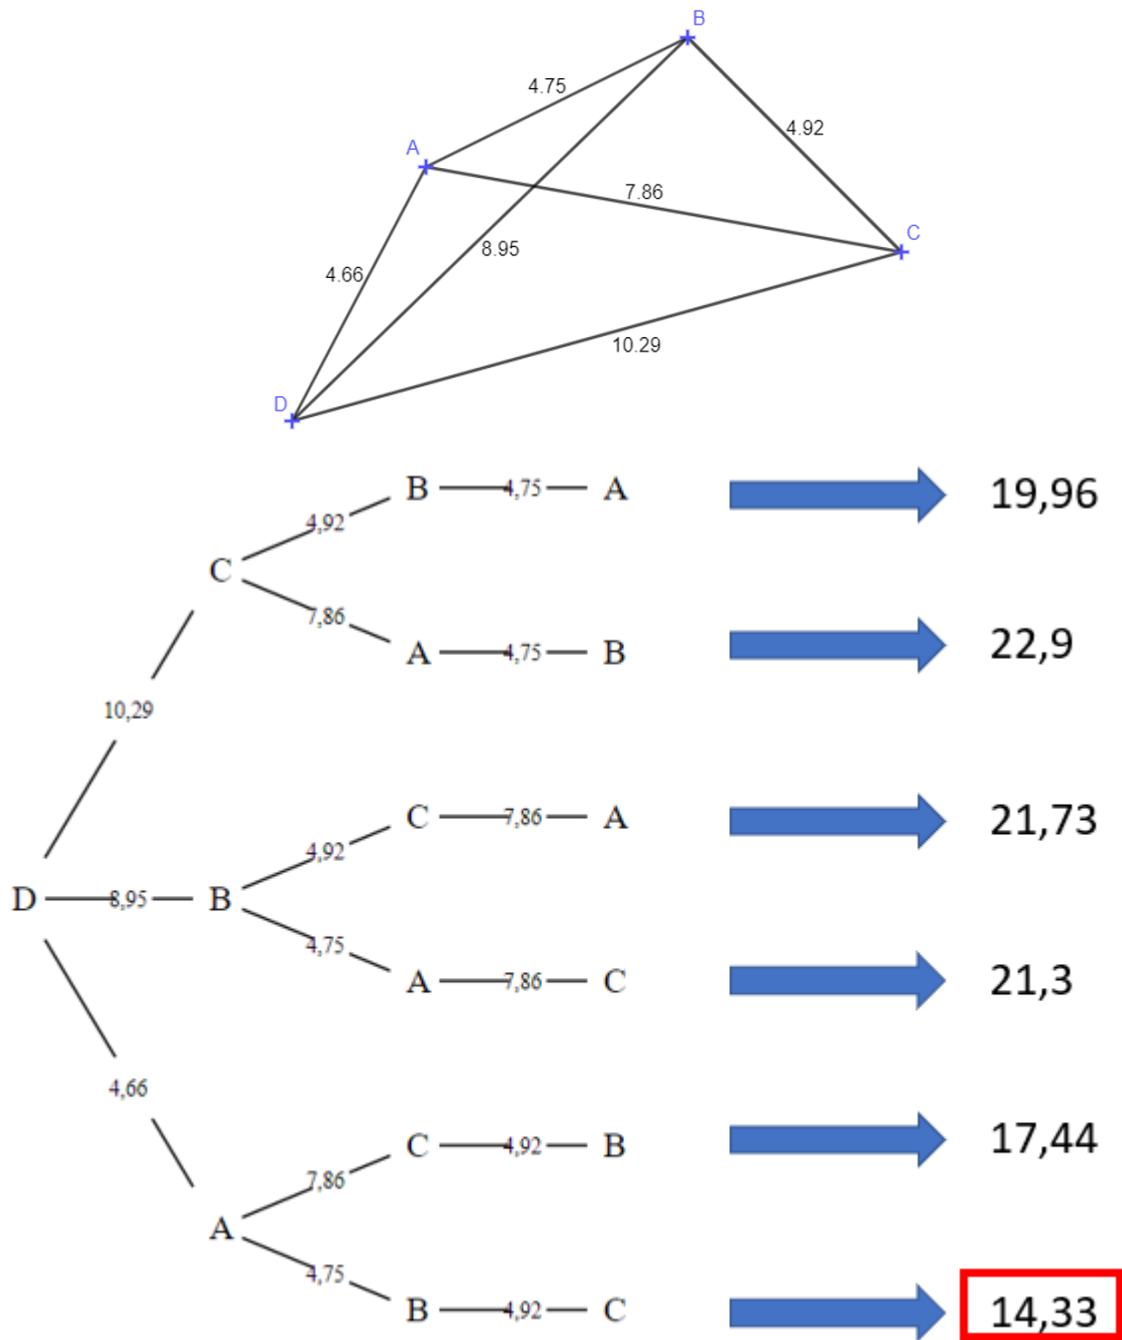 B
4.75
4.92
A
7.86
C
8.95
4.66
10.29
D
B 4,75 A 19,96
4,92
C
7,86
A 4,75 B 22,9
10,29
C 7,86 A 21,73
4,92
D 8,95 B
4,75
A 7,86 C 21,3
4,66
C 4,92 B 17,44
7,86
A
4,75
B 4,92 C 14,33